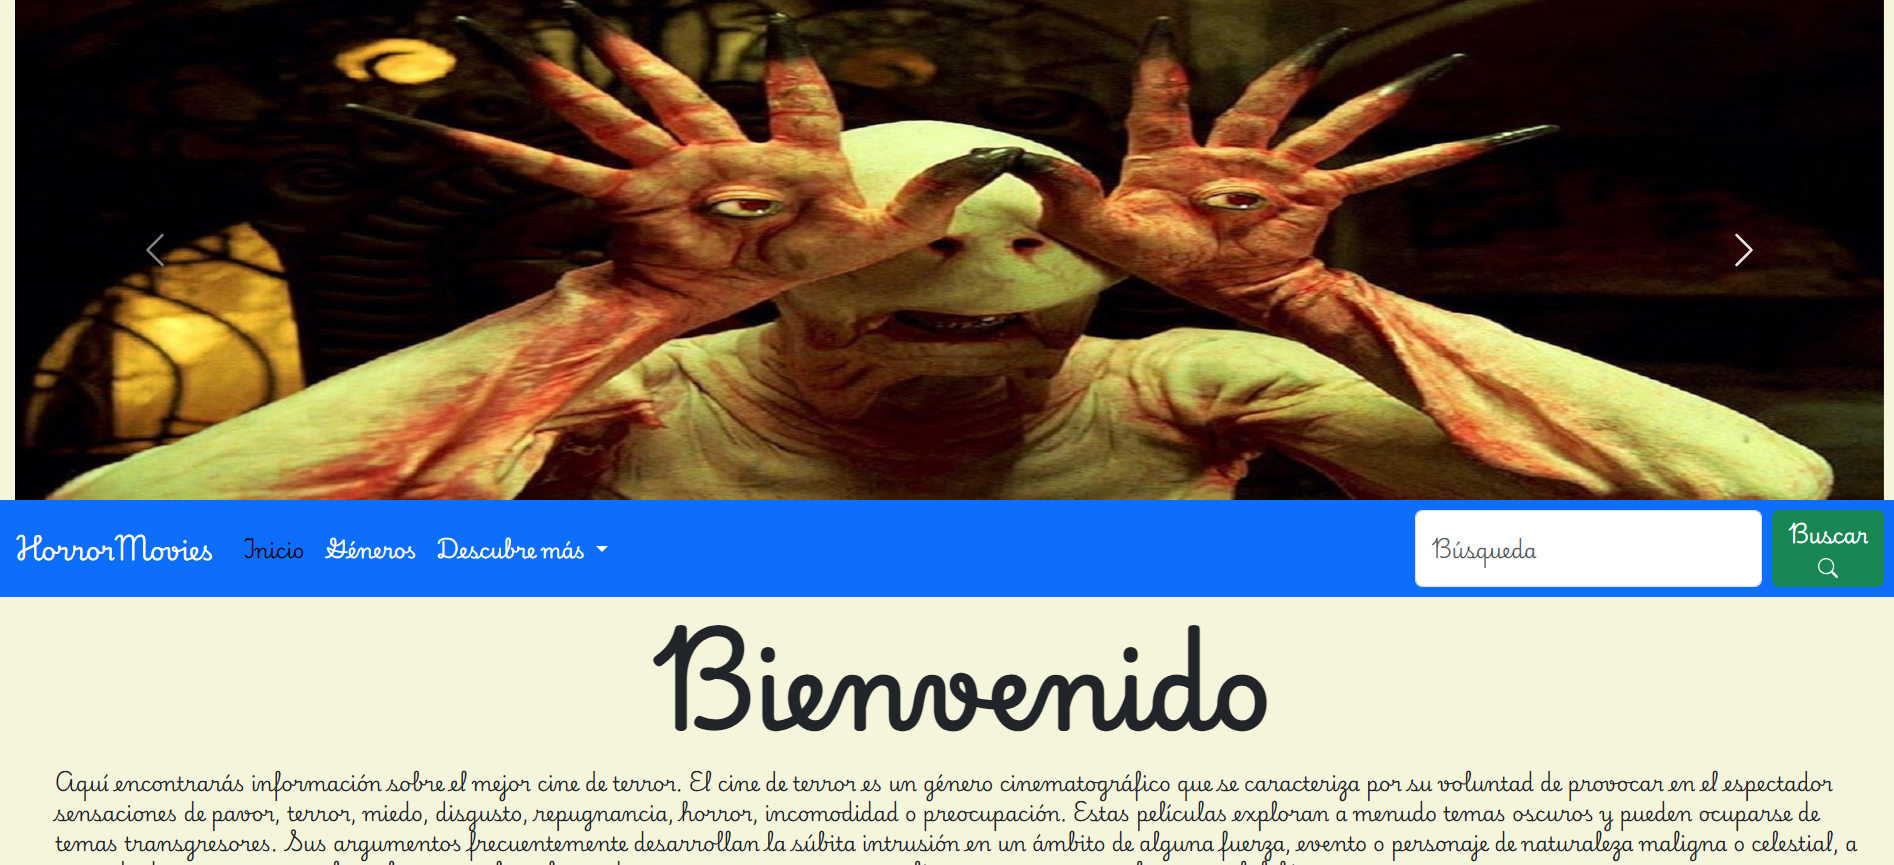 HorrorMovies Inicio Géneros Descubre más Búsqueda Buscar
Bienvenido
Aquí encontrarás información sobre el mejor cine de terror. El cine de terror es un género cinematográfico que se caracteriza por su voluntad de provocar en el espectador
sensaciones de pavor, terror, miedo, disgusto, repugnancia, horror, incomodidad o preocupación. Estas películas exploran a menudo temas oscuros y pueden ocuparse de
temas transgresores. Sus argumentos frecuentemente desarrollan la súbita intrusión en un ámbito de alguna fuerza, evento o personaje de naturaleza maligna o celestial, a